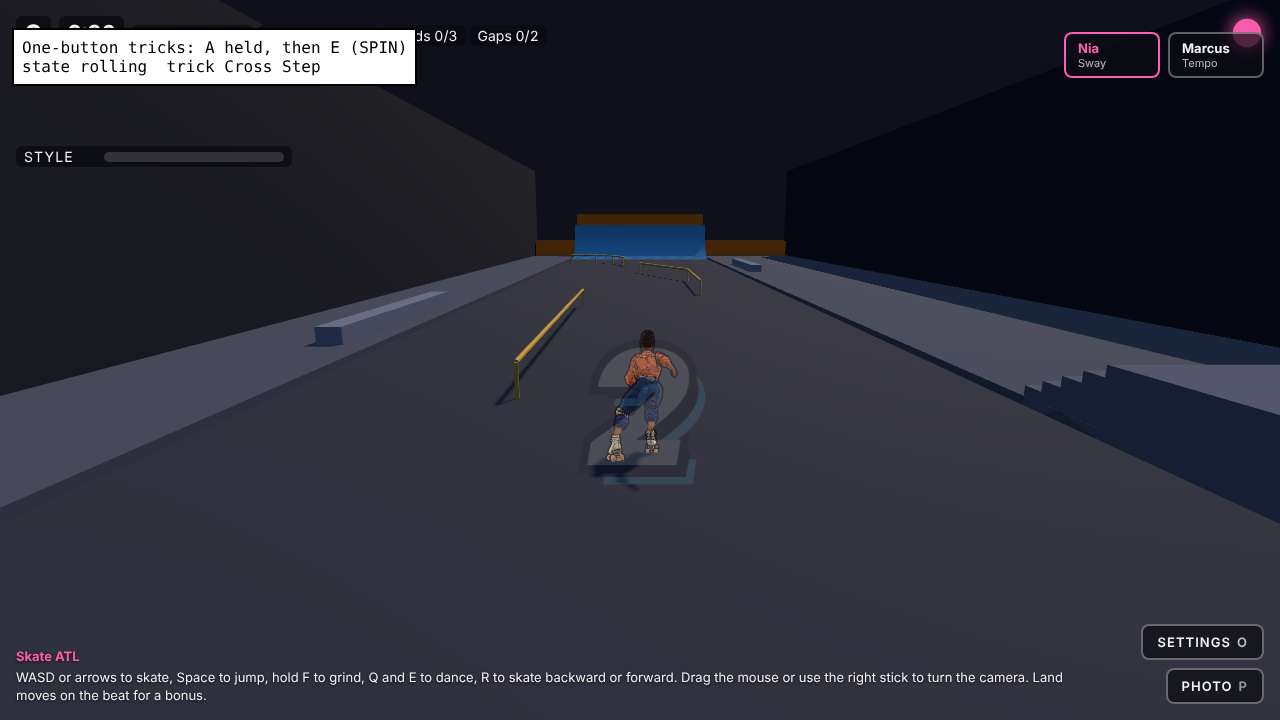 One-button tricks: A held, then E (SPIN)
state rolling  trick Cross Step
0/3
Gaps 0/2
Nia
Sway
Marcus
Tempo
STYLE
2
SETTINGS O
PHOTO P
Skate ATL
WASD or arrows to skate, Space to jump, hold F to grind, Q and E to dance, R to skate backward or forward. Drag the mouse or use the right stick to turn the camera. Land
moves on the beat for a bonus.